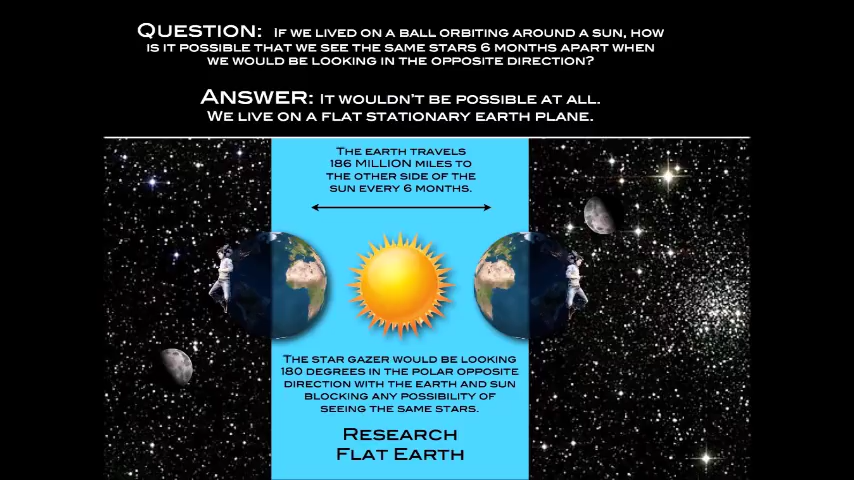 QUESTION: IF WE LIVED ON A BALL ORBITING AROUND A SUN, HOW
IS IT POSSIBLE THAT WE SEE THE SAME STARS 6 MONTHS APART WHEN
WE WOULD BE LOOKING IN THE OPPOSITE DIRECTION?
ANSWER: IT WOULDN'T BE POSSIBLE AT ALL.
WE LIVE ON A FLAT STATIONARY EARTH PLANE.
THE EARTH TRAVELS
186 MILLION MILES TO
THE OTHER SIDE OF THE
SUN EVERY 6 MONTHS.
THE STAR GAZER WOULD BE LOOKING
180 DEGREES IN THE POLAR OPPOSITE
DIRECTION WITH THE EARTH AND SUN
BLOCKING ANY POSSIBILITY OF
SEEING THE SAME STARS.
RESEARCH
FLAT EARTH